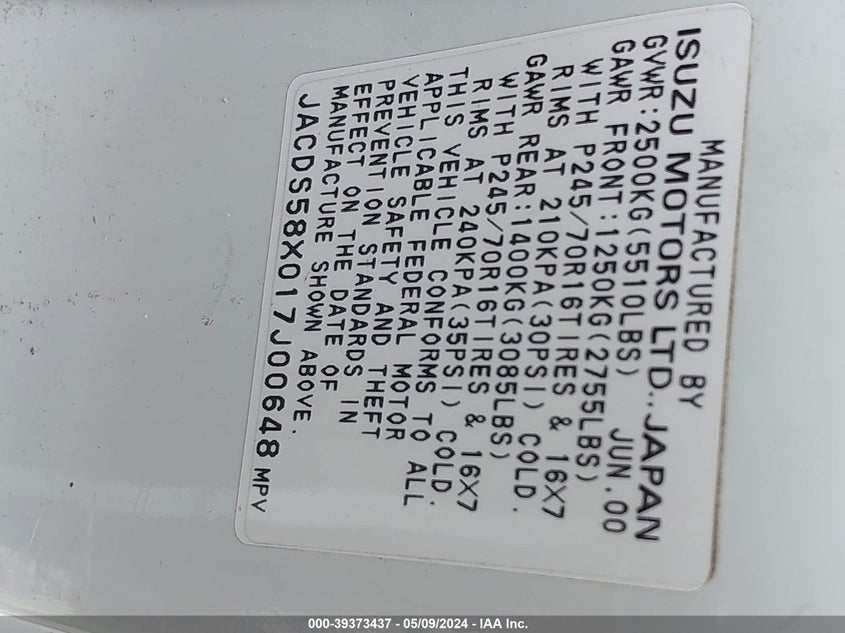 MANUFACTURED BY
ISUZU MOTORS LTD., JAPAN
GVWR:2500KG(5510LBS) JUN.00
GAWR FRONT:1250KG(2755LBS)
WITH P245/70R16TIRES & 16X7
RIMS AT 210KPA(30PSI) COLD.
GAWR REAR:1400KG(3085LBS)
WITH P245/70R16TIRES & 16X7
RIMS AT 240KPA(35PSI) COLD.
THIS VEHICLE CONFORMS TO ALL
APPLICABLE FEDERAL MOTOR
VEHICLE SAFETY AND THEFT
PREVENTION STANDARDS IN
EFFECT ON THE DATE OF
MANUFACTURE SHOWN ABOVE.
JACDS58X017J00648 MPV
000-39373437 - 05/09/2024 - IAA Inc.